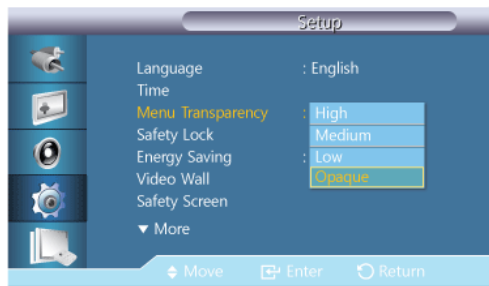 Setup
Language : English
Time
Menu Transparency : High
Medium
Safety Lock
Energy Saving : Low
Opaque
Video Wall
Safety Screen
▼ More
Move Enter Return